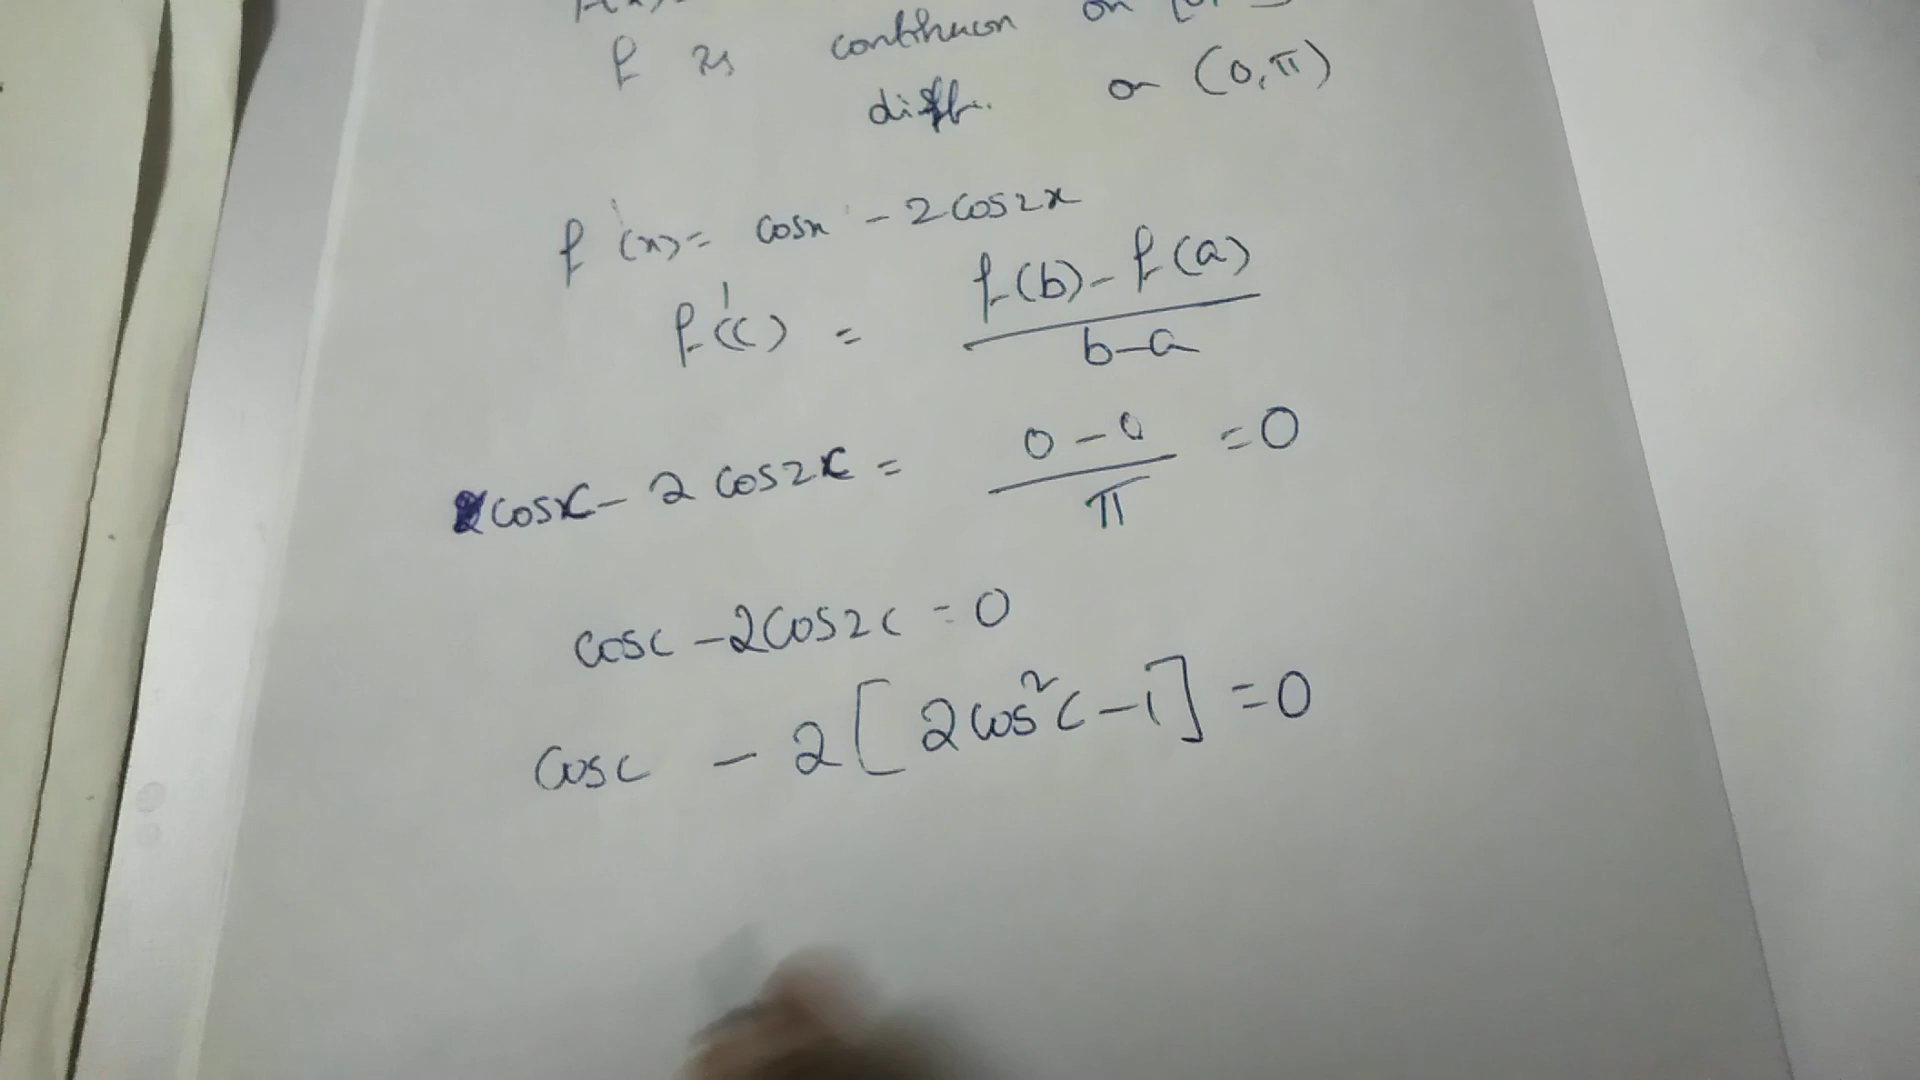 f is continuon on
diff. on (0,π)
f'(x) = cosx - 2cos2x
f'(c) = f(b) - f(a) / b-a
cosc - 2 cos2c = 0 - 0 / π = 0
cosc - 2cos2c = 0
cosc - 2[2cos²c - 1] = 0